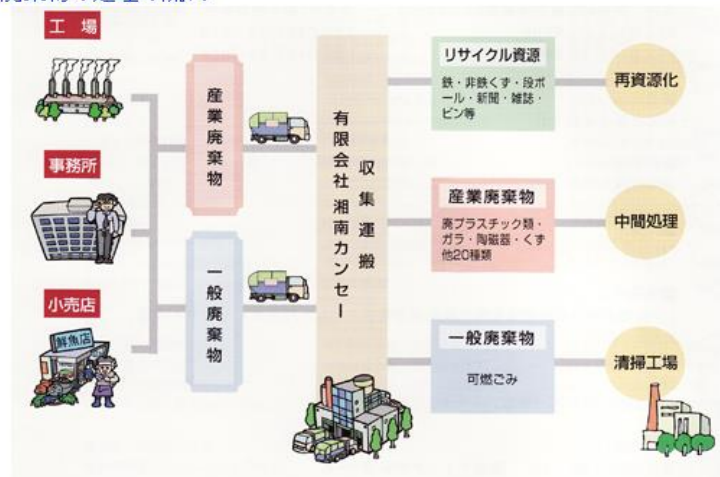 工場
事務所
小売店
鮮魚店
産業廃棄物
一般廃棄物
有限会社 湘南カンセー
収集運搬
リサイクル資源
鉄・非鉄くず・段ボ
ール・新聞・雑誌・
ビン等
再資源化
産業廃棄物
廃プラスチック類・
ガラ・陶磁器・くず
他20種類
中間処理
一般廃棄物
可燃ごみ
清掃工場